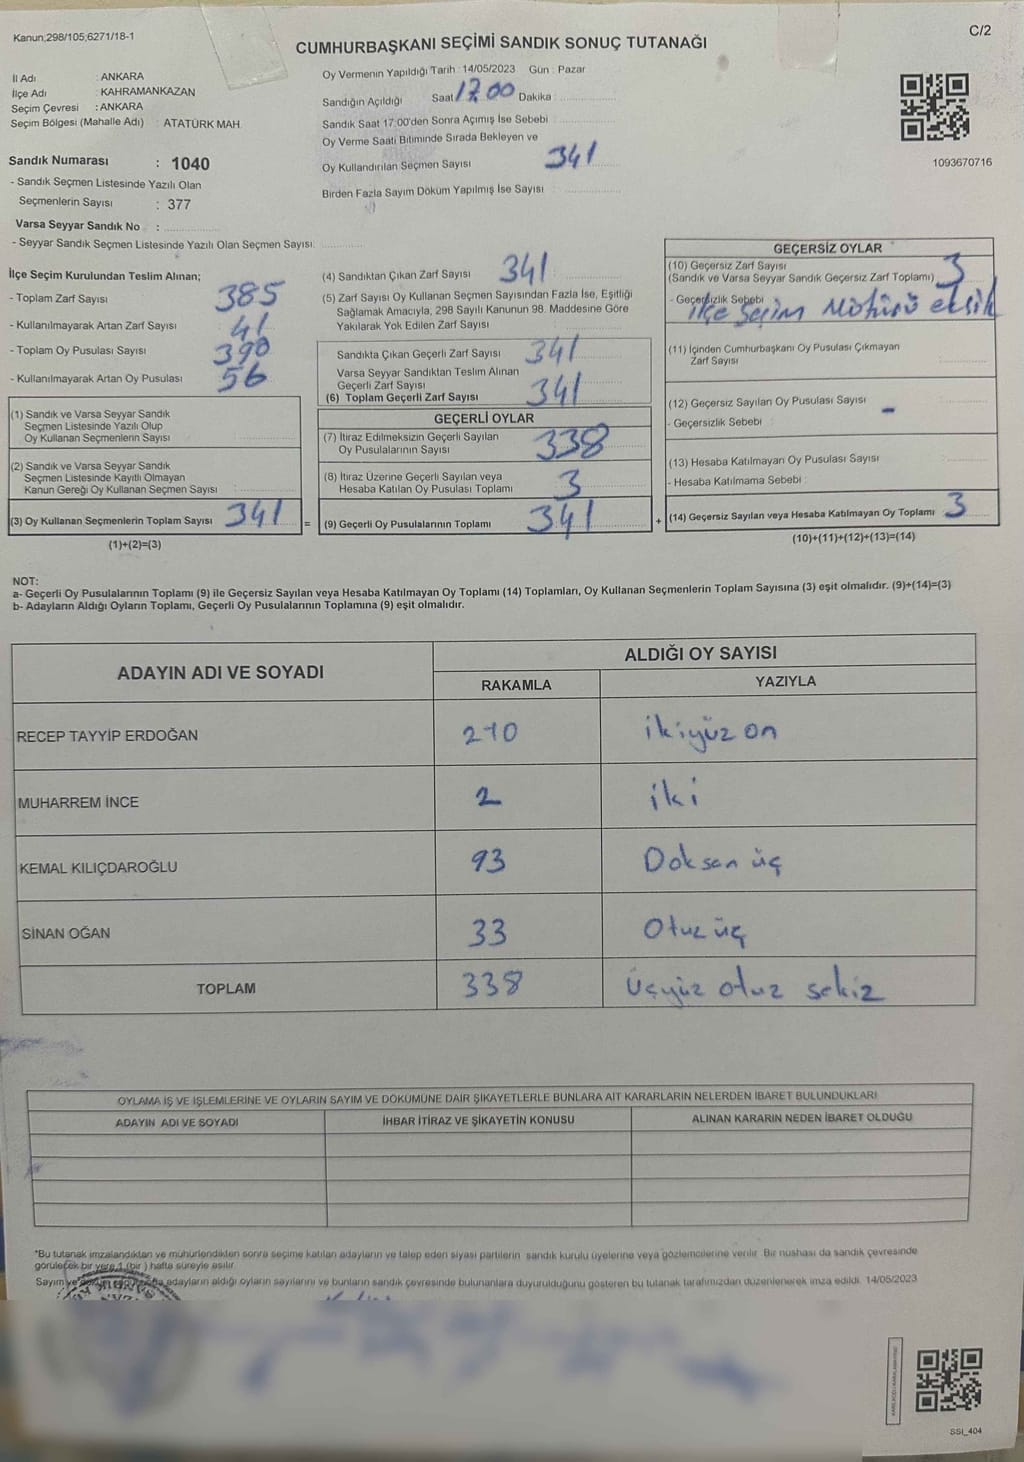 Kanun;298/105;6271/18-1
C/2
CUMHURBAŞKANI SEÇİMİ SANDIK SONUÇ TUTANAĞI
İl Adı : ANKARA
İlçe Adı : KAHRAMANKAZAN
Seçim Çevresi : ANKARA
Seçim Bölgesi (Mahalle Adı) : ATATÜRK MAH.
Sandık Numarası : 1040
- Sandık Seçmen Listesinde Yazılı Olan
Seçmenlerin Sayısı : 377
Varsa Seyyar Sandık No :
- Seyyar Sandık Seçmen Listesinde Yazılı Olan Seçmen Sayısı:
Oy Vermenin Yapıldığı Tarih : 14/05/2023 Gün : Pazar
Sandığın Açıldığı Saat 17.00 Dakika :
Sandık Saat 17:00'den Sonra Açımış İse Sebebi
Oy Verme Saati Bitiminde Sırada Bekleyen ve
Oy Kullandırılan Seçmen Sayısı 341
Birden Fazla Sayım Döküm Yapılmış İse Sayısı
1093670716
İlçe Seçim Kurulundan Teslim Alınan;
- Toplam Zarf Sayısı 385
- Kullanılmayarak Artan Zarf Sayısı 41
- Toplam Oy Pusulası Sayısı 390
- Kullanılmayarak Artan Oy Pusulası 56
(1) Sandık ve Varsa Seyyar Sandık
Seçmen Listesinde Yazılı Olup
Oy Kullanan Seçmenlerin Sayısı
(2) Sandık ve Varsa Seyyar Sandık
Seçmen Listesinde Kayıtlı Olmayan
Kanun Gereği Oy Kullanan Seçmen Sayısı
(3) Oy Kullanan Seçmenlerin Toplam Sayısı 341 =
(1)+(2)=(3)
(4) Sandıktan Çıkan Zarf Sayısı 341
(5) Zarf Sayısı Oy Kullanan Seçmen Sayısından Fazla İse, Eşitliği
Sağlamak Amacıyla, 298 Sayılı Kanunun 98. Maddesine Göre
Yakılarak Yok Edilen Zarf Sayısı :
Sandıkta Çıkan Geçerli Zarf Sayısı 341
Varsa Seyyar Sandıktan Teslim Alınan
Geçerli Zarf Sayısı
(6) Toplam Geçerli Zarf Sayısı 341
GEÇERLİ OYLAR
(7) İtiraz Edilmeksizin Geçerli Sayılan
Oy Pusulalarının Sayısı 338
(8) İtiraz Üzerine Geçerli Sayılan veya
Hesaba Katılan Oy Pusulası Toplamı 3
(9) Geçerli Oy Pusulalarının Toplamı 341 +
GEÇERSİZ OYLAR
(10) Geçersiz Zarf Sayısı
(Sandık ve Varsa Seyyar Sandık Geçersiz Zarf Toplamı) 3
- Geçersizlik Sebebi
ilçe Seçim Mührü eksik
(11) İçinden Cumhurbaşkanı Oy Pusulası Çıkmayan
Zarf Sayısı
(12) Geçersiz Sayılan Oy Pusulası Sayısı -
- Geçersizlik Sebebi
(13) Hesaba Katılmayan Oy Pusulası Sayısı
- Hesaba Katılmama Sebebi :
(14) Geçersiz Sayılan veya Hesaba Katılmayan Oy Toplamı 3
(10)+(11)+(12)+(13)=(14)
NOT:
a- Geçerli Oy Pusulalarının Toplamı (9) ile Geçersiz Sayılan veya Hesaba Katılmayan Oy Toplamı (14) Toplamları, Oy Kullanan Seçmenlerin Toplam Sayısına (3) eşit olmalıdır. (9)+(14)=(3)
b- Adayların Aldığı Oyların Toplamı, Geçerli Oy Pusulalarının Toplamına (9) eşit olmalıdır.
ADAYIN ADI VE SOYADI ALDIĞI OY SAYISI
RAKAMLA YAZIYLA
RECEP TAYYİP ERDOĞAN 210 ikiyüz on
MUHARREM İNCE 2 iki
KEMAL KILIÇDAROĞLU 93 Doksan üç
SİNAN OĞAN 33 Otuz üç
TOPLAM 338 üçyüz otuz sekiz
OYLAMA İŞ VE İŞLEMLERİNE VE OYLARIN SAYIM VE DÖKÜMÜNE DAİR ŞİKAYETLERLE BUNLARA AİT KARARLARIN NELERDEN İBARET BULUNDUKLARI
ADAYIN ADI VE SOYADI İHBAR İTİRAZ VE ŞİKAYETİN KONUSU ALINAN KARARIN NEDEN İBARET OLDUĞU
*Bu tutanak imzalandıktan ve mühürlendikten sonra seçime katılan adayların ve talep eden siyasi partilerin sandık kurulu üyelerine veya gözlemcilerine verilir. Bir nüshası da sandık çevresinde
görülecek bir yere 1 (bir ) hafta süreyle asılır.
Sayım ve adayların aldığı oyların sayılarını ve bunların sandık çevresinde bulunanlara duyurulduğunu gösteren bu tutanak tarafımızdan düzenlenerek imza edildi. 14/05/2023
SSI_404